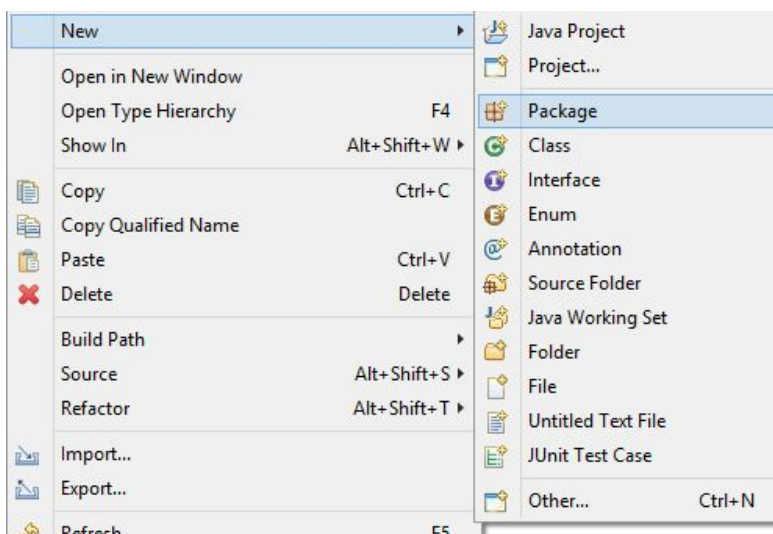 New
Open in New Window
Open Type Hierarchy F4
Show In Alt+Shift+W
Copy Ctrl+C
Copy Qualified Name
Paste Ctrl+V
Delete Delete
Build Path
Source Alt+Shift+S
Refactor Alt+Shift+T
Import...
Export...
Refresh F5
Java Project
Project...
Package
Class
Interface
Enum
Annotation
Source Folder
Java Working Set
Folder
File
Untitled Text File
JUnit Test Case
Other... Ctrl+N